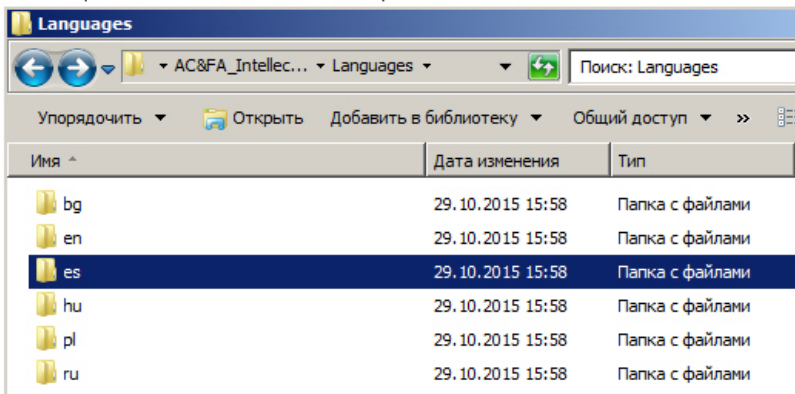 Languages
AC&FA_Intellec... Languages Поиск: Languages
Упорядочить Открыть Добавить в библиотеку Общий доступ »
Имя Дата изменения Тип
bg 29.10.2015 15:58 Папка с файлами
en 29.10.2015 15:58 Папка с файлами
es 29.10.2015 15:58 Папка с файлами
hu 29.10.2015 15:58 Папка с файлами
pl 29.10.2015 15:58 Папка с файлами
ru 29.10.2015 15:58 Папка с файлами